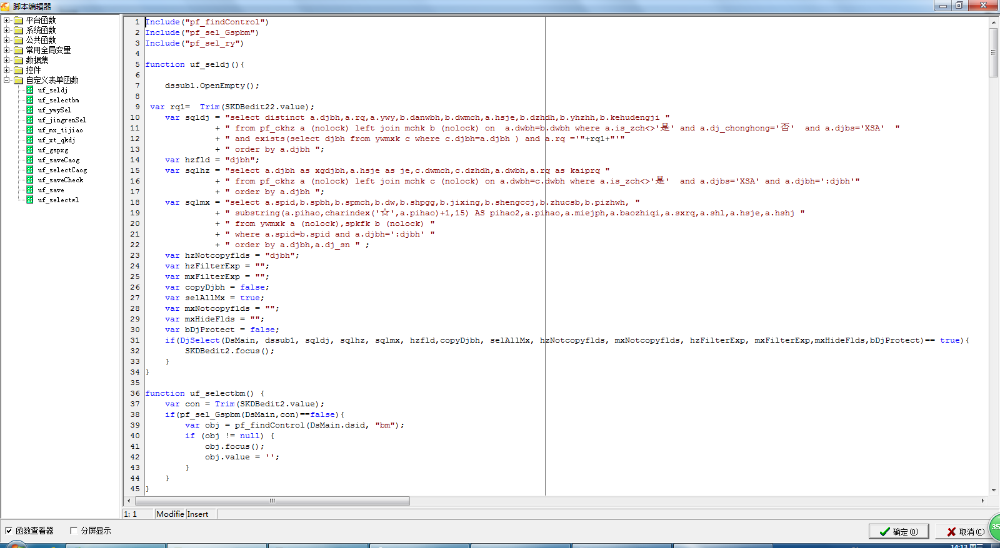 脚本编辑器
平台函数
系统函数
公共函数
常用全局变量
数据集
控件
自定义表单函数
uf_seldj
uf_selectbm
uf_ywySel
uf_jingrenSel
uf_mx_tijiao
uf_xt_qkdj
uf_gspxg
uf_saveCaog
uf_selectCaog
uf_saveCheck
uf_save
uf_selectwl
1 Include("pf_findControl")
2 Include("pf_sel_Gspbm")
3 Include("pf_sel_ry")
4
5 function uf_seldj(){
6
7 dssub1.OpenEmpty();
8
9 var rq1=  Trim(SKDBedit22.value);
10 var sqldj = "select distinct a.djbh,a.rq,a.ywy,b.danwbh,b.dwmch,a.hsje,b.dzhdh,b.yhzhh,b.kehudengji "
11 + " from pf_ckhz a (nolock) left join mchk b (nolock) on  a.dwbh=b.dwbh where a.is_zch<>'是' and a.dj_chonghong='否'  and a.djbs='XSA'  "
12 + " and exists(select djbh from ywmxk c where c.djbh=a.djbh ) and a.rq ='"+rq1+"'"
13 + " order by a.djbh ";
14 var hzfld = "djbh";
15 var sqlhz = "select a.djbh as xgdjbh,a.hsje as je,c.dwmch,c.dzhdh,a.dwbh,a.rq as kaiprq "
16 + " from pf_ckhz a (nolock) left join mchk c (nolock) on a.dwbh=c.dwbh where a.is_zch<>'是'  and a.djbs='XSA' and a.djbh=':djbh'"
17 + " order by a.djbh ";
18 var sqlmx = "select a.spid,b.spbh,b.spmch,b.dw,b.shpgg,b.jixing,b.shengccj,b.zhucsb,b.pizhwh, "
19 + " substring(a.pihao,charindex('☆',a.pihao)+1,15) AS pihao2,a.pihao,a.miejph,a.baozhiqi,a.sxrq,a.shl,a.hsje,a.hshj "
20 + " from ywmxk a (nolock),spkfk b (nolock) "
21 + " where a.spid=b.spid and a.djbh=':djbh' "
22 + " order by a.djbh,a.dj_sn " ;
23 var hzNotcopyflds = "djbh";
24 var hzFilterExp = "";
25 var mxFilterExp = "";
26 var copyDjbh = false;
27 var selAllMx = true;
28 var mxNotcopyflds = "";
29 var mxHideFlds = "";
30 var bDjProtect = false;
31 if(DjSelect(DsMain, dssub1, sqldj, sqlhz, sqlmx, hzfld,copyDjbh, selAllMx, hzNotcopyflds, mxNotcopyflds, hzFilterExp, mxFilterExp,mxHideFlds,bDjProtect)== true){
32 SKDBedit2.focus();
33 }
34 }
35
36 function uf_selectbm() {
37 var con = Trim(SKDBedit2.value);
38 if(pf_sel_Gspbm(DsMain,con)==false){
39 var obj = pf_findControl(DsMain.dsid, "bm");
40 if (obj != null) {
41 obj.focus();
42 obj.value = '';
43 }
44 }
45 }
1: 1 Modifie Insert
函数查看器 分屏显示 确定(O) 取消(C)
35
14:13 周三